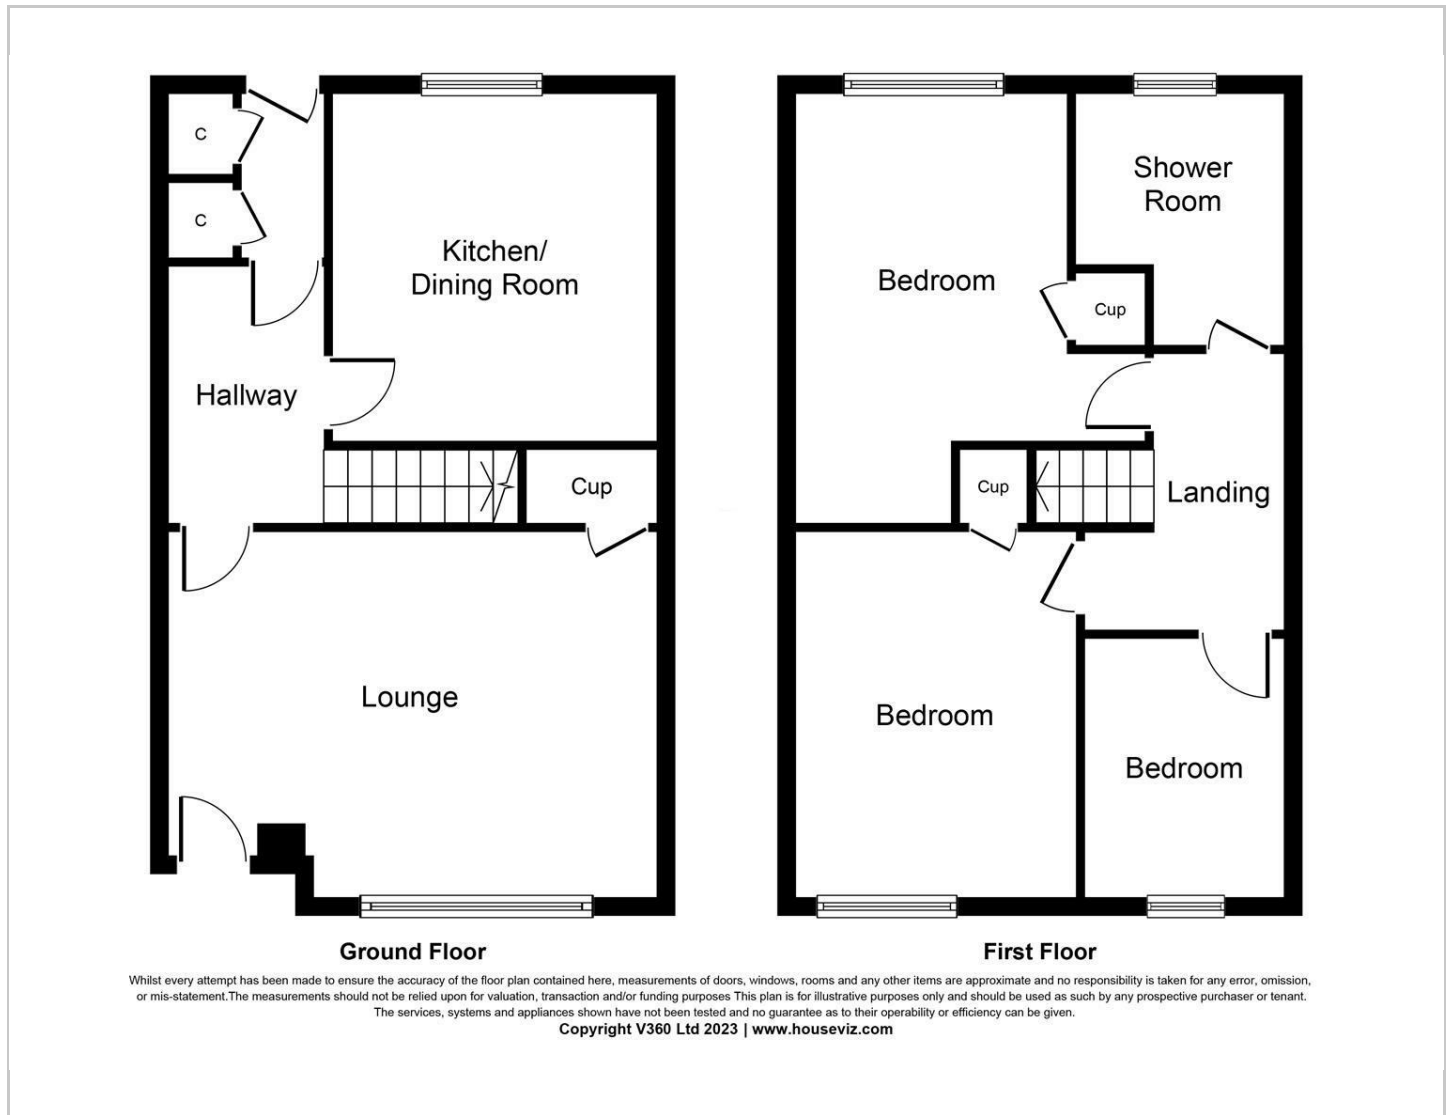 C
C
Kitchen/
Dining Room
Hallway
Cup
Lounge
Ground Floor
Shower
Room
Bedroom
Cup
Cup
Landing
Bedroom
Bedroom
First Floor
Whilst every attempt has been made to ensure the accuracy of the floor plan contained here, measurements of doors, windows, rooms and any other items are approximate and no responsibility is taken for any error, omission,
or mis-statement.The measurements should not be relied upon for valuation, transaction and/or funding purposes This plan is for illustrative purposes only and should be used as such by any prospective purchaser or tenant.
The services, systems and appliances shown have not been tested and no guarantee as to their operability or efficiency can be given.
Copyright V360 Ltd 2023 | www.houseviz.com